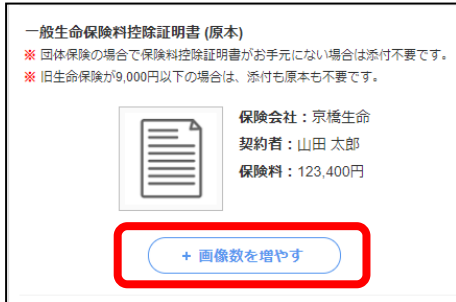 一般生命保険料控除証明書 (原本)
※ 団体保険の場合で保険料控除証明書がお手元にない場合は添付不要です。
※ 旧生命保険が9,000円以下の場合は、添付も原本も不要です。
保険会社：京橋生命
契約者：山田 太郎
保険料：123,400円
+ 画像数を増やす